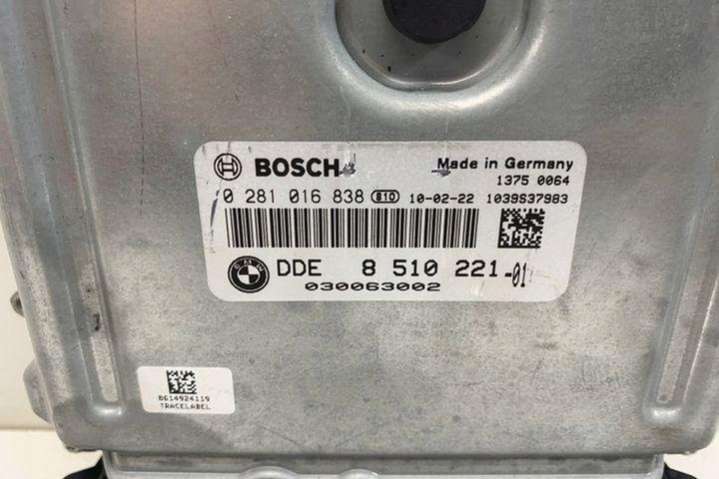 BOSCH Made in Germany
1375 0064
0 281 016 838 810 10-02-22 1039S37983
DDE 8 510 221-01
030063002
TRACELABEL